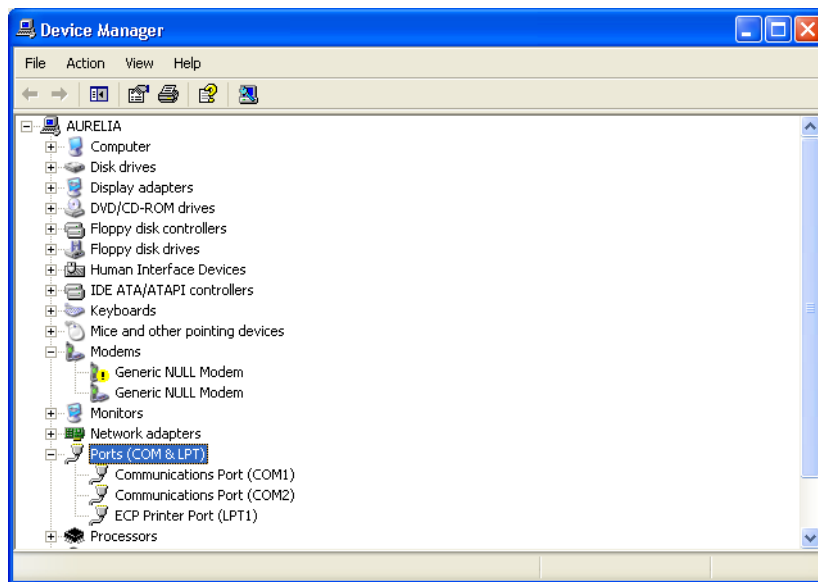 Device Manager
File Action View Help
AURELIA
Computer
Disk drives
Display adapters
DVD/CD-ROM drives
Floppy disk controllers
Floppy disk drives
Human Interface Devices
IDE ATA/ATAPI controllers
Keyboards
Mice and other pointing devices
Modems
Generic NULL Modem
Generic NULL Modem
Monitors
Network adapters
Ports (COM & LPT)
Communications Port (COM1)
Communications Port (COM2)
ECP Printer Port (LPT1)
Processors